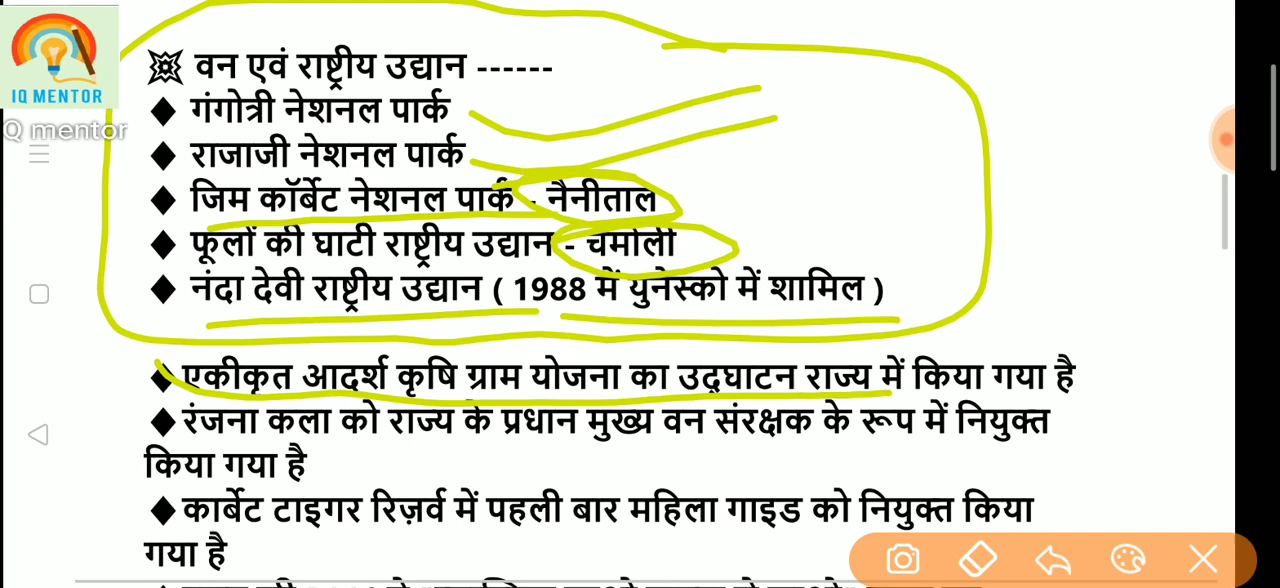 IQ MENTOR
Q mentor
वन एवं राष्ट्रीय उद्यान ------
गंगोत्री नेशनल पार्क
राजाजी नेशनल पार्क
जिम कॉर्बेट नेशनल पार्क - नैनीताल
फूलों की घाटी राष्ट्रीय उद्यान - चमोली
नंदा देवी राष्ट्रीय उद्यान ( 1988 में युनेस्को में शामिल )
एकीकृत आदर्श कृषि ग्राम योजना का उद्घाटन राज्य में किया गया है
रंजना कला को राज्य के प्रधान मुख्य वन संरक्षक के रूप में नियुक्त
किया गया है
कार्बेट टाइगर रिज़र्व में पहली बार महिला गाइड को नियुक्त किया
गया है